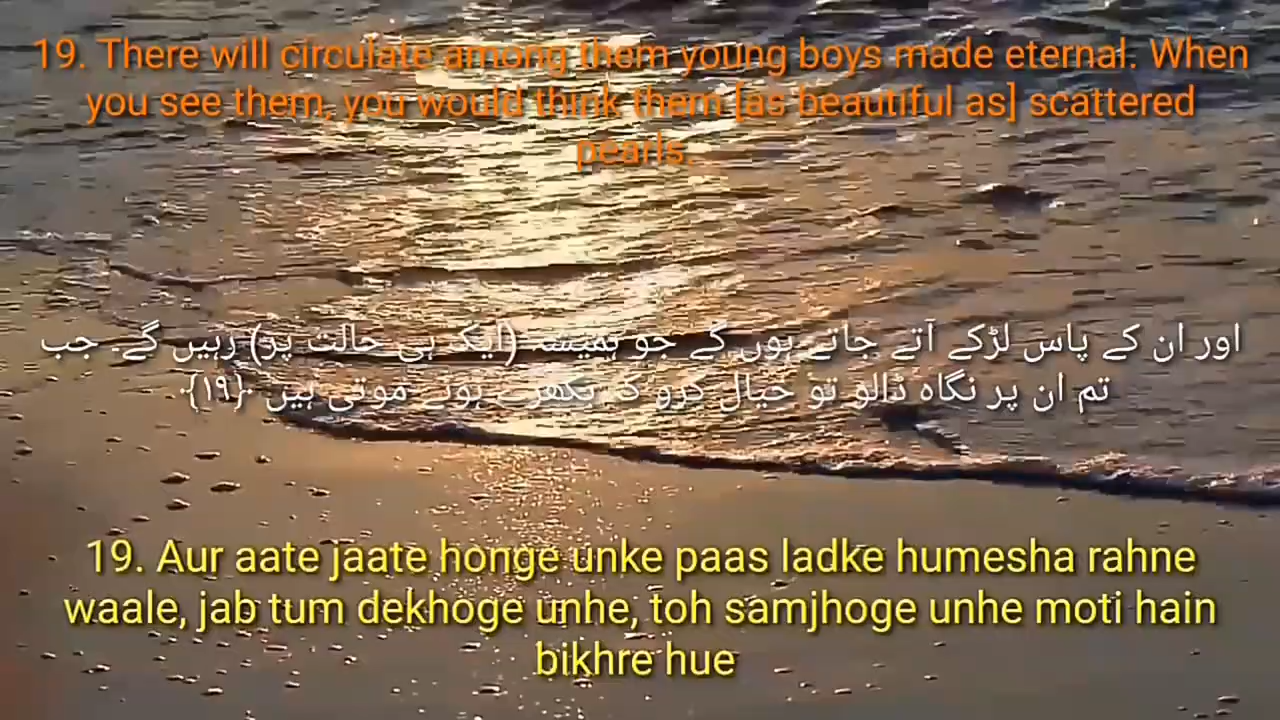 19. There will circulate among them young boys made eternal. When
you see them, you would think them [as beautiful as] scattered
pearls.
اور ان کے پاس لڑکے آتے جاتے ہوں گے جو ہمیشہ (ایک ہی حالت پر) رہیں گے۔ جب
تم ان پر نگاہ ڈالو تو خیال کرو کہ بکھرے ہوئے موتی ہیں ﴿۱۹﴾
19. Aur aate jaate honge unke paas ladke humesha rahne
waale, jab tum dekhoge unhe, toh samjhoge unhe moti hain
bikhre hue